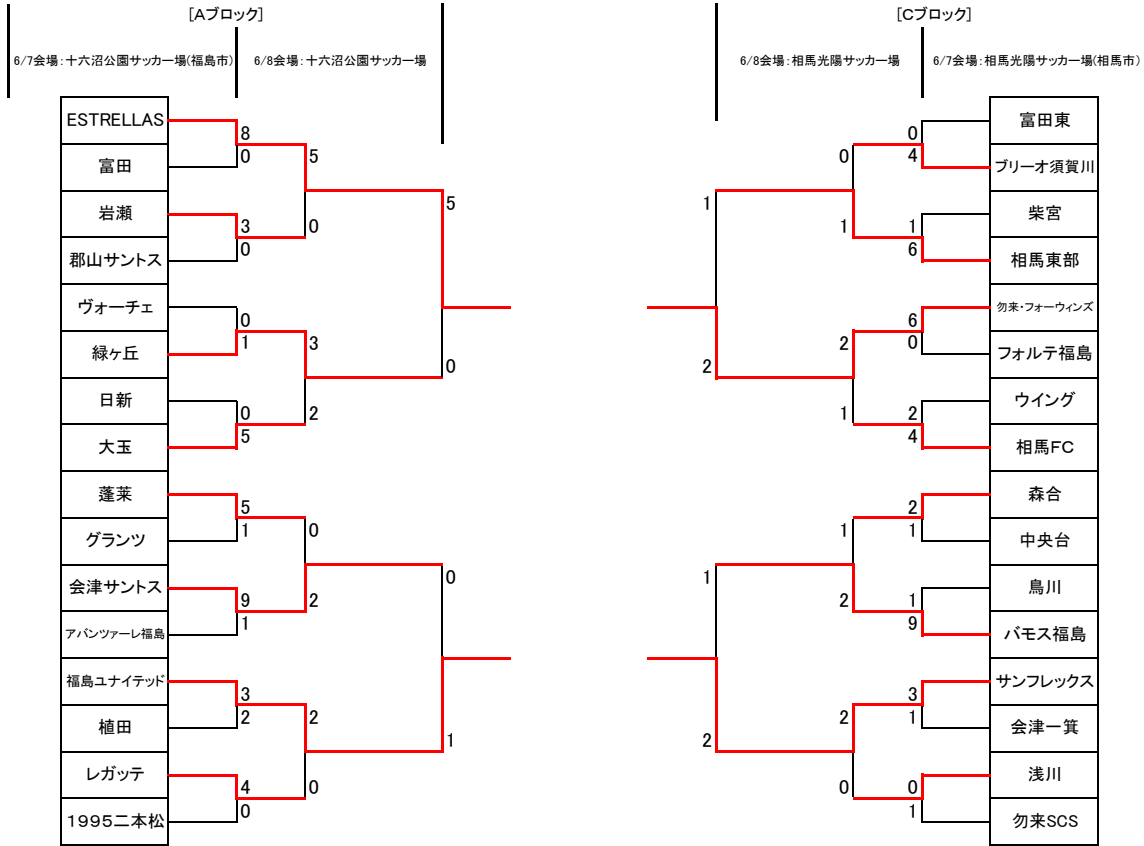 [Aブロック]
[Cブロック]
6/7会場：十六沼公園サッカー場(福島市)
6/8会場：十六沼公園サッカー場
6/8会場：相馬光陽サッカー場
6/7会場：相馬光陽サッカー場(相馬市)
ESTRELLAS
富田
岩瀬
郡山サントス
ヴォーチェ
緑ヶ丘
日新
大玉
蓬莱
グランツ
会津サントス
アバンツァーレ福島
福島ユナイテッド
植田
レガッテ
1995二本松
8
0
3
0
0
1
0
5
5
1
9
1
3
2
4
0
5
0
3
2
0
2
2
0
5
0
0
1
1
2
1
2
0
1
2
1
1
2
2
0
0
4
1
6
6
0
2
4
2
1
1
9
3
1
0
1
富田東
ブリーオ須賀川
柴宮
相馬東部
勿来・フォーウィンズ
フォルテ福島
ウイング
相馬FC
森合
中央台
鳥川
バモス福島
サンフレックス
会津一箕
浅川
勿来SCS